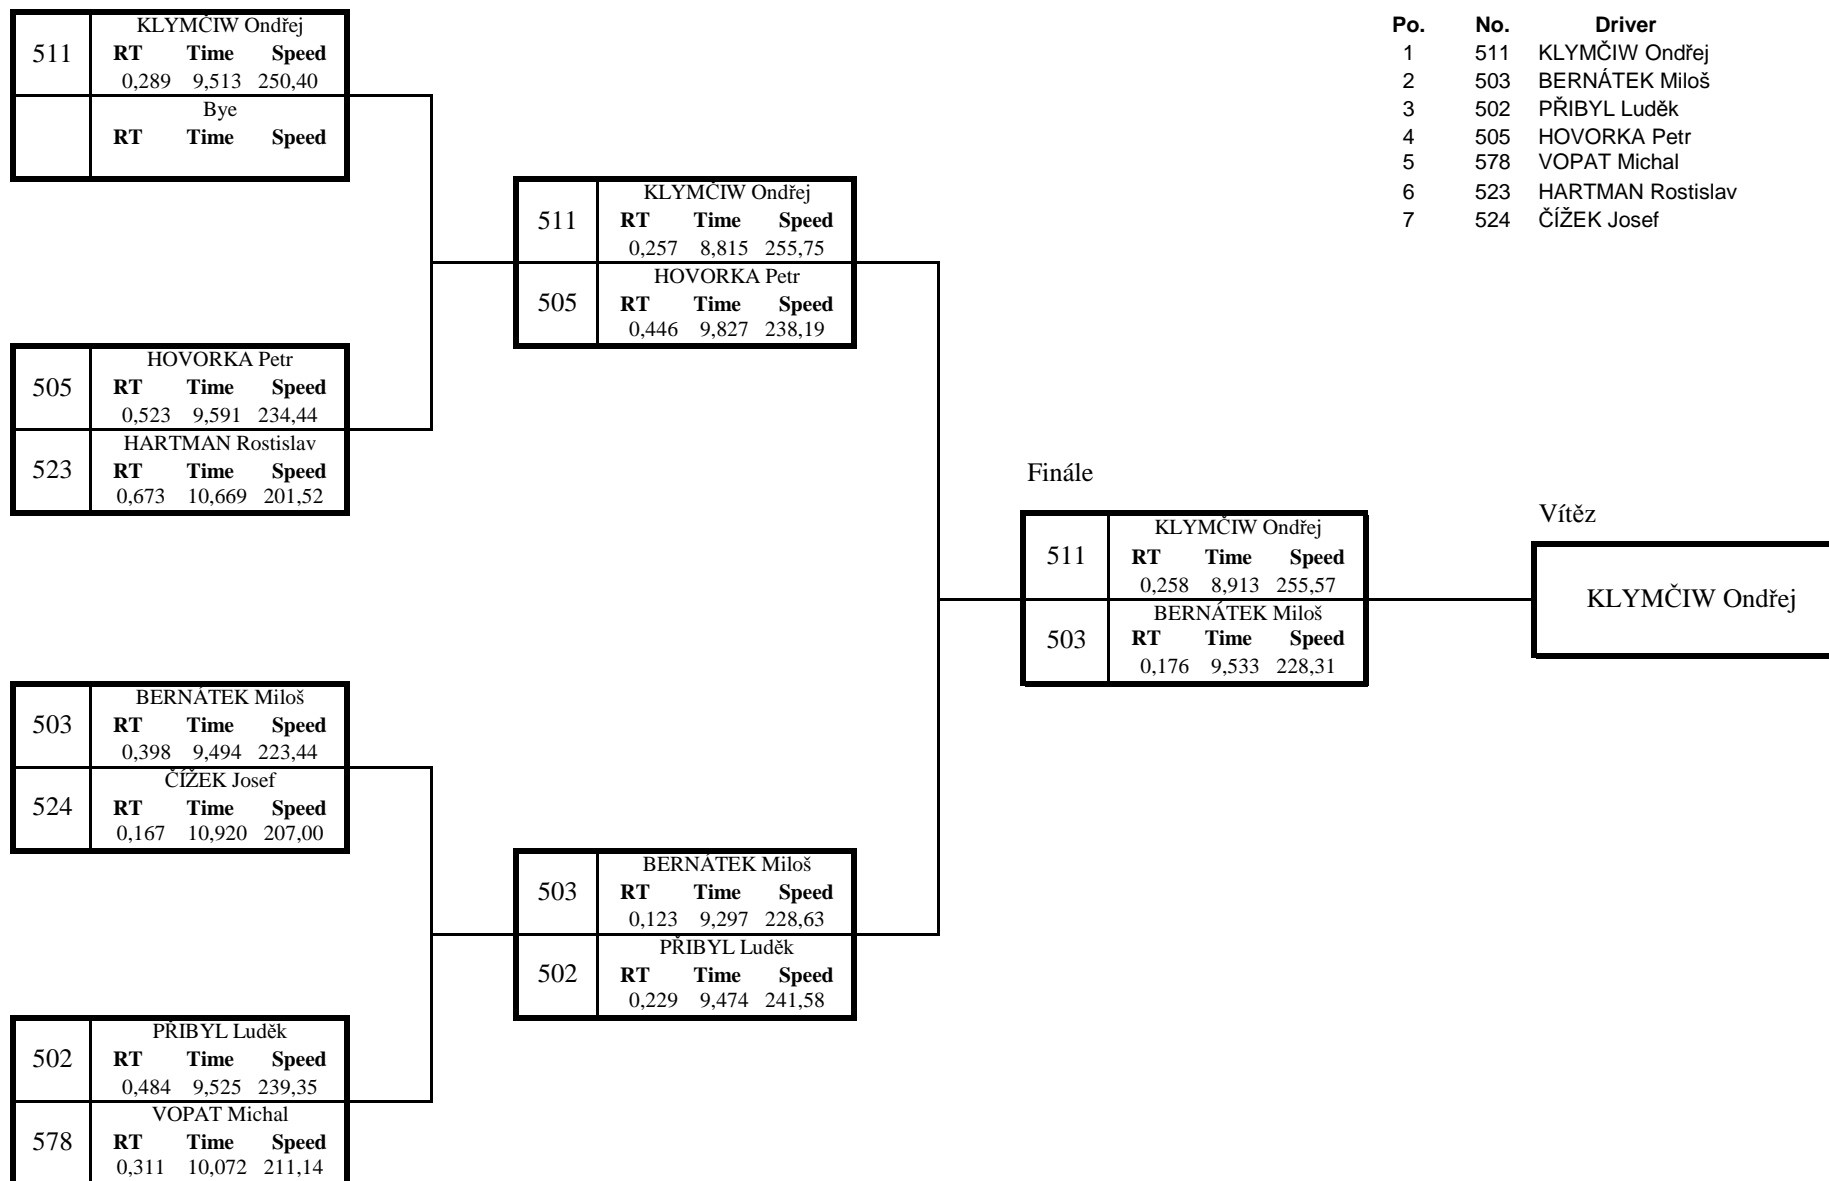 KLYMČIW Ondřej
511 RT Time Speed
0,289 9,513 250,40
Bye
RT Time Speed
HOVORKA Petr
505 RT Time Speed
0,523 9,591 234,44
HARTMAN Rostislav
523 RT Time Speed
0,673 10,669 201,52
BERNÁTEK Miloš
503 RT Time Speed
0,398 9,494 223,44
ČÍŽEK Josef
524 RT Time Speed
0,167 10,920 207,00
PŘIBYL Luděk
502 RT Time Speed
0,484 9,525 239,35
VOPAT Michal
578 RT Time Speed
0,311 10,072 211,14
KLYMČIW Ondřej
511 RT Time Speed
0,257 8,815 255,75
HOVORKA Petr
505 RT Time Speed
0,446 9,827 238,19
BERNÁTEK Miloš
503 RT Time Speed
0,123 9,297 228,63
PŘIBYL Luděk
502 RT Time Speed
0,229 9,474 241,58
Finále
KLYMČIW Ondřej
511 RT Time Speed
0,258 8,913 255,57
BERNÁTEK Miloš
503 RT Time Speed
0,176 9,533 228,31
Vítěz
KLYMČIW Ondřej
Po. No. Driver
1 511 KLYMČIW Ondřej
2 503 BERNÁTEK Miloš
3 502 PŘIBYL Luděk
4 505 HOVORKA Petr
5 578 VOPAT Michal
6 523 HARTMAN Rostislav
7 524 ČÍŽEK Josef